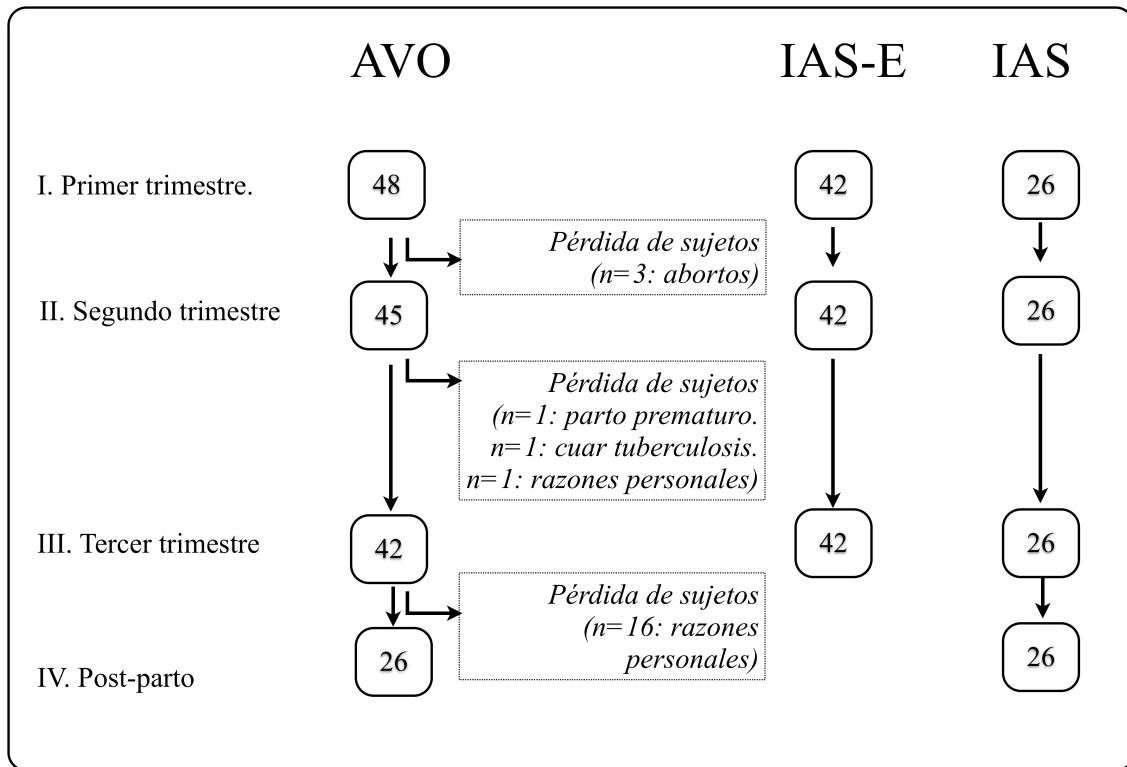 AVO IAS-E IAS
I. Primer trimestre. 48 42 26
Pérdida de sujetos
(n=3: abortos)
II. Segundo trimestre 45 42 26
Pérdida de sujetos
(n=1: parto prematuro.
n=1: cuar tuberculosis.
n=1: razones personales)
III. Tercer trimestre 42 42 26
Pérdida de sujetos
(n=16: razones
personales)
IV. Post-parto 26 26